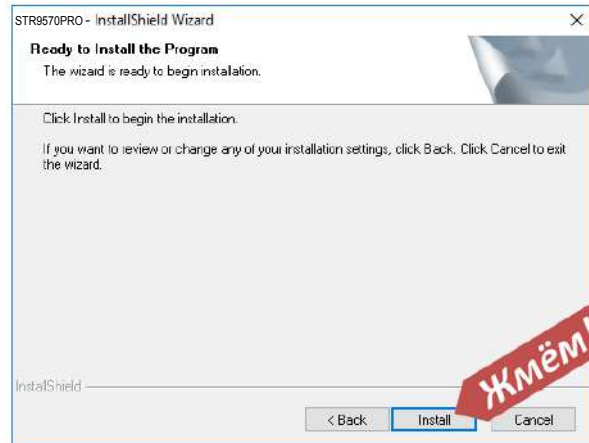 STR9570PRO - InstallShield Wizard
Ready to Install the Program
The wizard is ready to begin installation.
Click Install to begin the installation.
If you want to review or change any of your installation settings, click Back. Click Cancel to exit
the wizard.
Жмём!
InstallShield
< Back Install Cancel